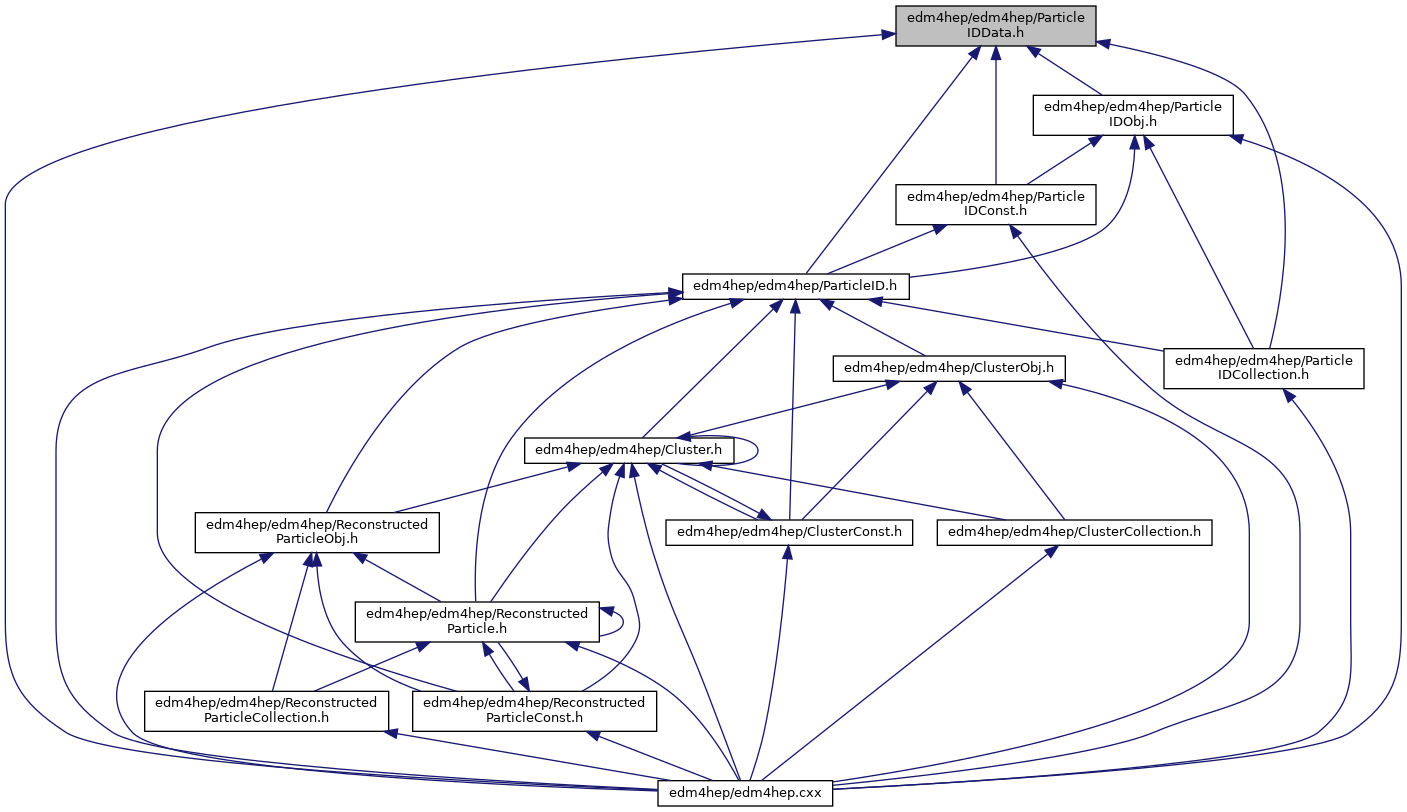 edm4hep/edm4hep/Particle
IDData.h
edm4hep/edm4hep/Particle
IDObj.h
edm4hep/edm4hep/Particle
IDConst.h
edm4hep/edm4hep/ParticleID.h
edm4hep/edm4hep/Particle
IDCollection.h
edm4hep/edm4hep/ClusterObj.h
edm4hep/edm4hep/Cluster.h
edm4hep/edm4hep/Reconstructed
ParticleObj.h
edm4hep/edm4hep/ClusterConst.h
edm4hep/edm4hep/ClusterCollection.h
edm4hep/edm4hep/Reconstructed
Particle.h
edm4hep/edm4hep/Reconstructed
ParticleCollection.h
edm4hep/edm4hep/Reconstructed
ParticleConst.h
edm4hep/edm4hep.cxx